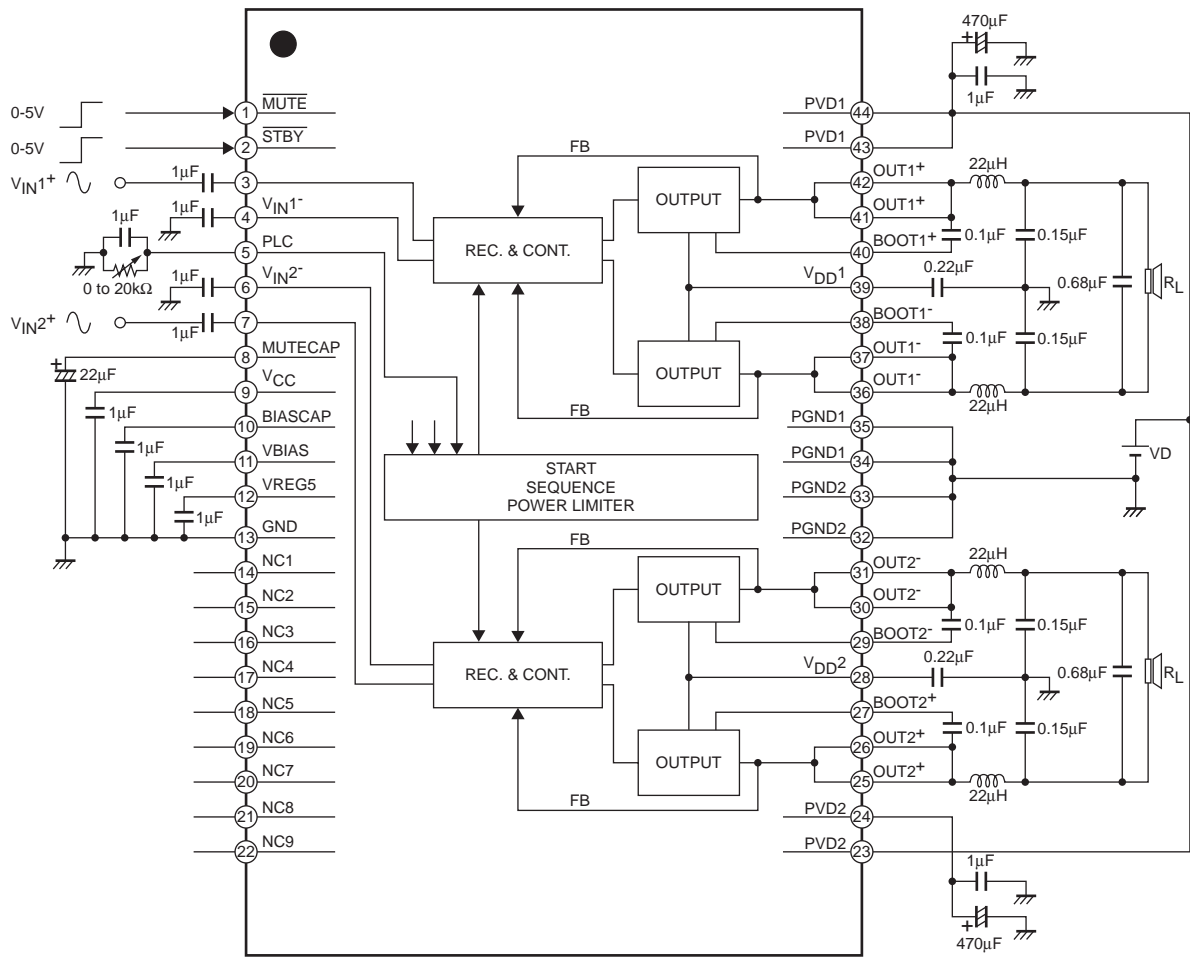 470µF
+
1µF
0-5V
1
MUTE
PVD1
44
0-5V
2
STBY
PVD1
43
FB
22µH
VIN1+
1µF
3
OUTPUT
42
OUT1+
1µF
4
VIN1-
41
OUT1+
0.1µF
0.15µF
1µF
5
PLC
REC. & CONT.
40
BOOT1+
0 to 20kΩ
1µF
6
VIN2-
VDD1
39
0.22µF
0.68µF
RL
VIN2+
1µF
7
38
BOOT1-
0.1µF
0.15µF
8
MUTECAP
OUTPUT
37
OUT1-
+
22µF
9
VCC
36
OUT1-
22µH
1µF
FB
10
BIASCAP
PGND1
35
1µF
11
VBIAS
START
SEQUENCE
POWER LIMITER
PGND1
34
VD
1µF
12
VREG5
PGND2
33
1µF
13
GND
PGND2
32
FB
22µH
14
NC1
OUTPUT
31
OUT2-
15
NC2
30
OUT2-
0.1µF
0.15µF
16
NC3
29
BOOT2-
REC. & CONT.
17
NC4
VDD2
28
0.22µF
0.68µF
RL
18
NC5
27
BOOT2+
0.1µF
0.15µF
19
NC6
OUTPUT
26
OUT2+
20
NC7
25
OUT2+
22µH
FB
21
NC8
PVD2
24
22
NC9
PVD2
23
1µF
+
470µF